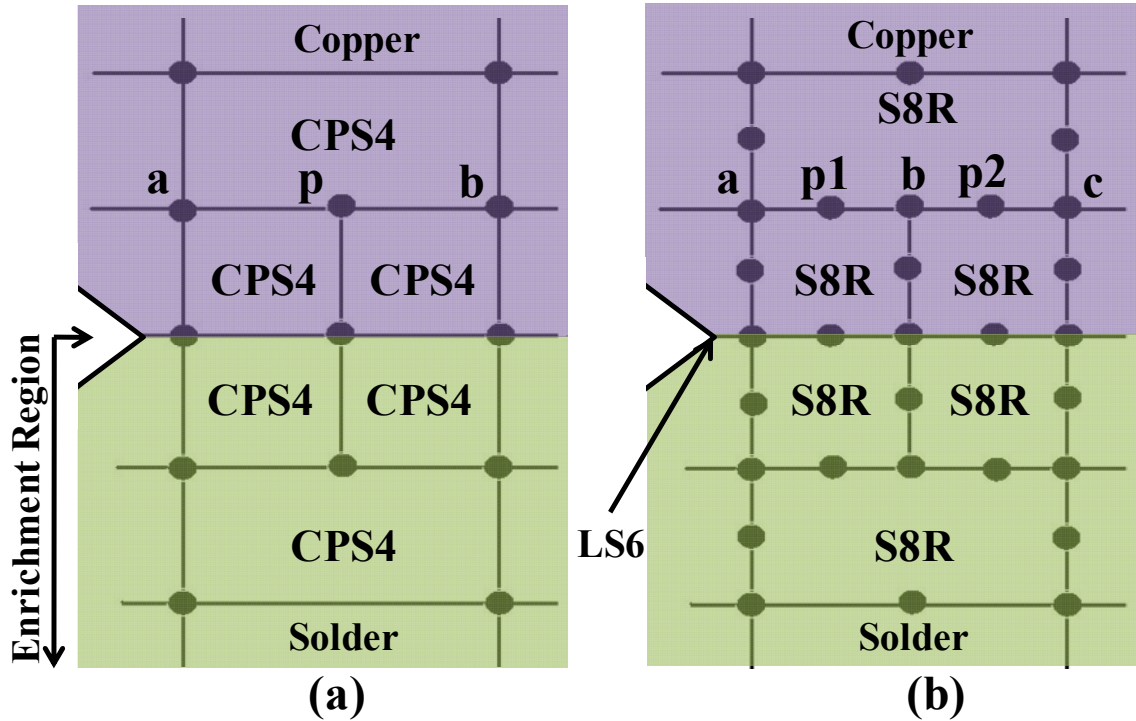 Copper
CPS4
a
p
b
CPS4
CPS4
CPS4
CPS4
CPS4
Solder
Enrichment Region
(a)
Copper
S8R
a
p1
b
p2
c
S8R
S8R
S8R
S8R
LS6
S8R
Solder
(b)